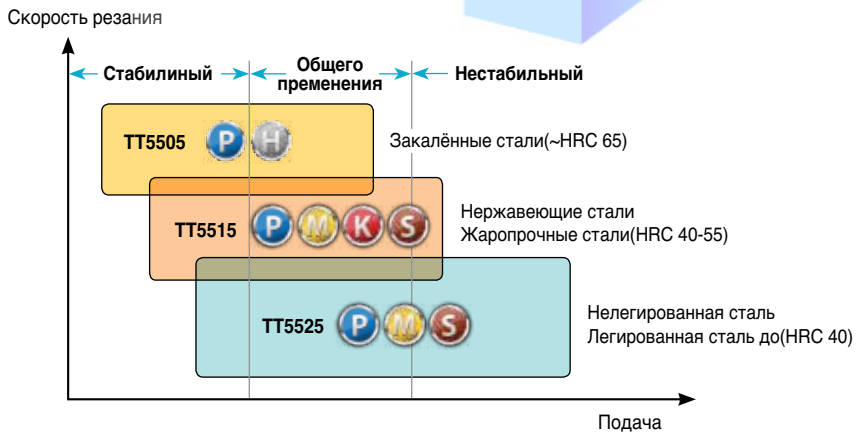 Скорость резания
Стабилиный
Общего
пременения
Нестабильный
TT5505 P H
Закалённые стали(~HRC 65)
TT5515 P M K S
Нержавеющие стали
Жаропрочные стали(HRC 40-55)
TT5525 P M S
Нелегированная сталь
Легированная сталь до(HRC 40)
Подача